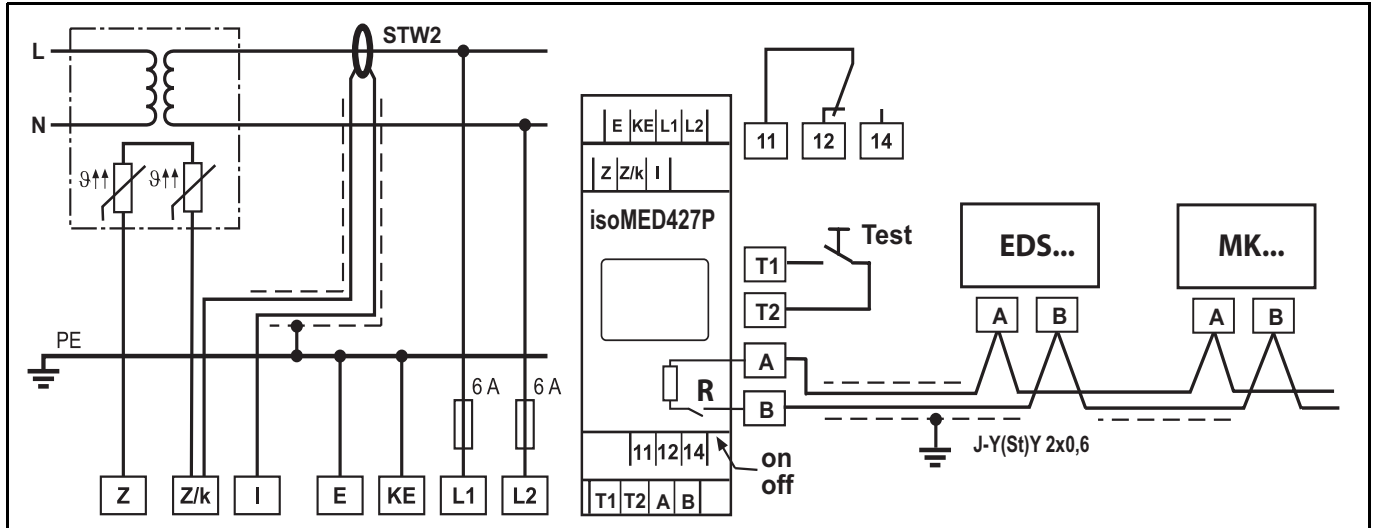 L
STW2
N
ϑ↑↑ ϑ↑↑
PE
6 A 6 A
Z Z/k I E KE L1 L2
E KE L1 L2
Z Z/k I
isoMED427P
R
11 12 14
on
off
T1 T2 A B
11 12 14
T1 Test
T2
A
B
EDS... MK...
A B A B
J-Y(St)Y 2x0,6